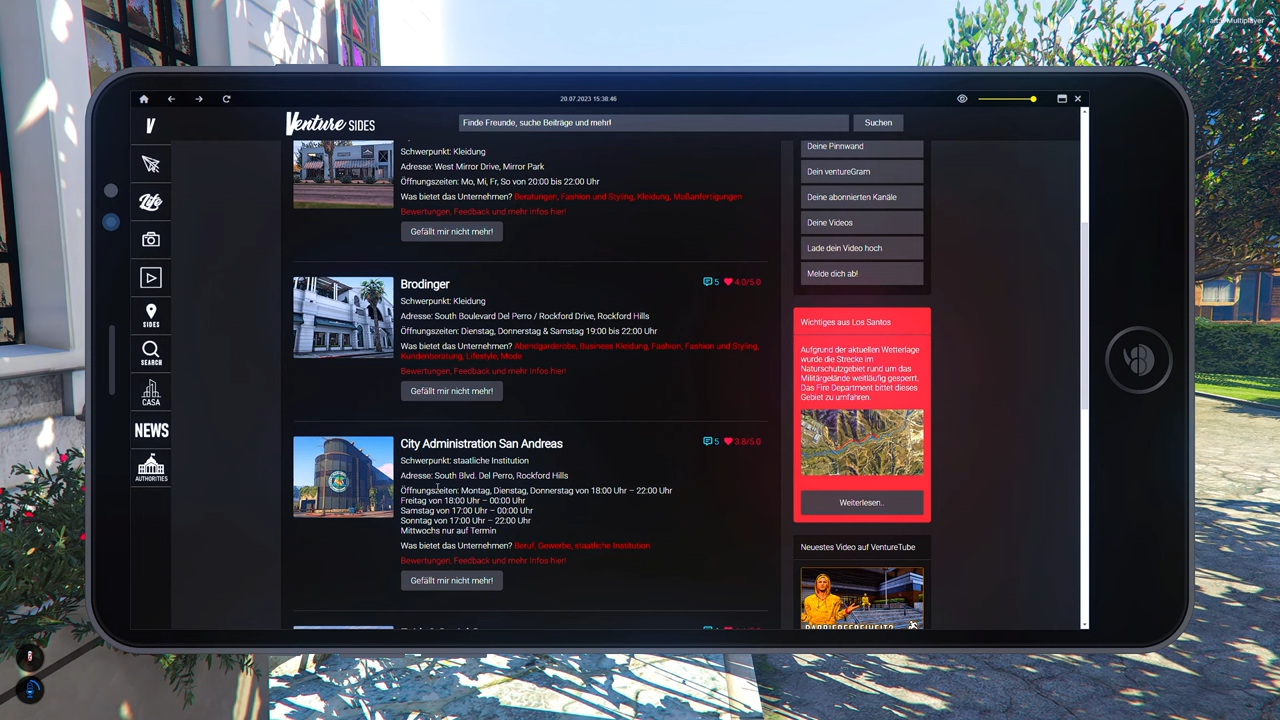 alt:V Multiplayer
20.07.2023 15:38:46
V
Venture SIDES
Finde Freunde, suche Beiträge und mehr!
Suchen
Life
SIDES
SEARCH
CASA
NEWS
AUTHORITIES
Schwerpunkt: Kleidung
Adresse: West Mirror Drive, Mirror Park
Öffnungszeiten: Mo, Mi, Fr, So von 20:00 bis 22:00 Uhr
Was bietet das Unternehmen? Beratungen, Fashion und Styling, Kleidung, Maßanfertigungen
Bewertungen, Feedback und mehr Infos hier!
Gefällt mir nicht mehr!
Brodinger
5 4.0/5.0
Schwerpunkt: Kleidung
Adresse: South Boulevard Del Perro / Rockford Drive, Rockford Hills
Öffnungszeiten: Dienstag, Donnerstag & Samstag 19:00 bis 22:00 Uhr
Was bietet das Unternehmen? Abendgarderobe, Business Kleidung, Fashion, Fashion und Styling,
Kundenberatung, Lifestyle, Mode
Bewertungen, Feedback und mehr Infos hier!
Gefällt mir nicht mehr!
City Administration San Andreas
5 3.8/5.0
Schwerpunkt: staatliche Institution
Adresse: South Blvd. Del Perro, Rockford Hills
Öffnungszeiten: Montag, Dienstag, Donnerstag von 18:00 Uhr – 22:00 Uhr
Freitag von 18:00 Uhr – 00:00 Uhr
Samstag von 17:00 Uhr – 00:00 Uhr
Sonntag von 17:00 Uhr – 22:00 Uhr
Mittwochs nur auf Termin
Was bietet das Unternehmen? Beruf, Gewerbe, staatliche Institution
Bewertungen, Feedback und mehr Infos hier!
Gefällt mir nicht mehr!
Deine Pinnwand
Dein ventureGram
Deine abonnierten Kanäle
Deine Videos
Lade dein Video hoch
Melde dich ab!
Wichtiges aus Los Santos
Aufgrund der aktuellen Wetterlage
wurde die Strecke im
Naturschutzgebiet rund um das
Militärgelände weitläufig gesperrt.
Das Fire Department bittet dieses
Gebiet zu umfahren.
Weiterlesen..
Neuestes Video auf VentureTube
BARRIEREFREIHEIT?